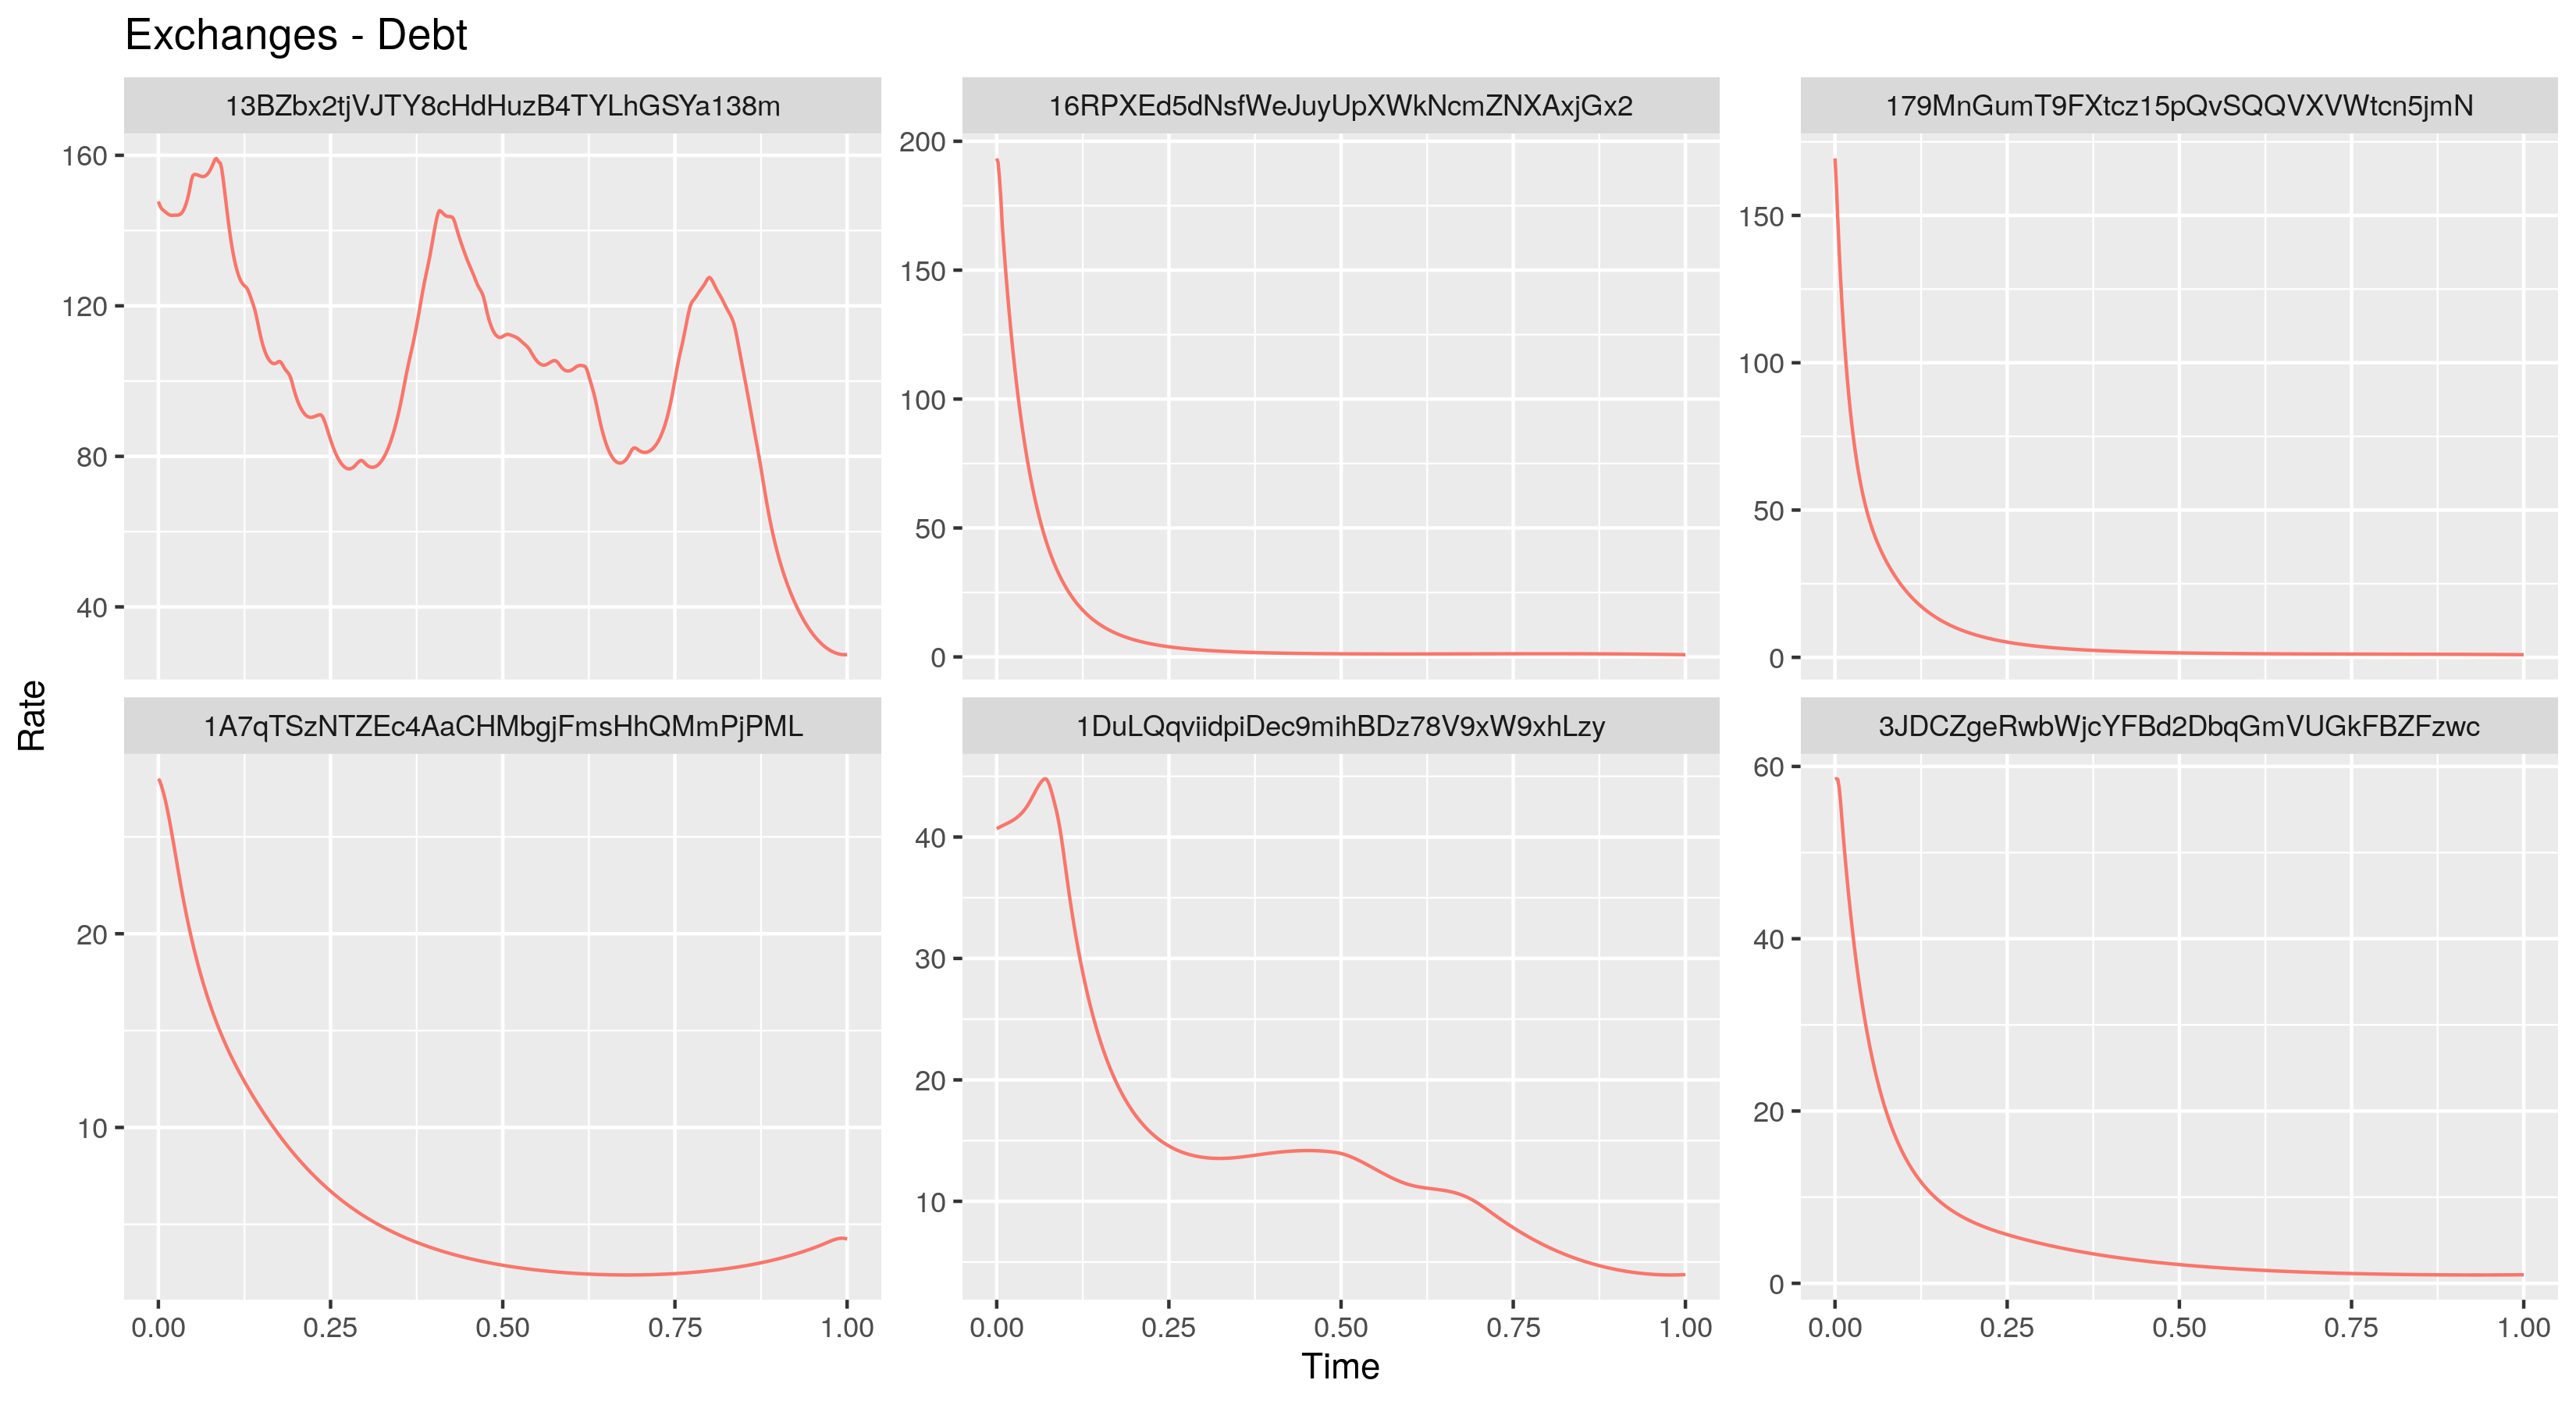 Exchanges - Debt
13BZbx2tjVJTY8cHdHuzB4TYLhGSYa138m
16RPXEd5dNsfWeJuyUpXWkNcmZNXAxjGx2
179MnGumT9FXtcz15pQvSQQVXVWtcn5jmN
160
120
80
40
200
150
100
50
0
150
100
50
0
Rate
1A7qTSzNTZEc4AaCHMbgjFmsHhQMmPjPML
1DuLQqviidpiDec9mihBDz78V9xW9xhLzy
3JDCZgeRwbWjcYFBd2DbqGmVUGkFBZFzwc
20
10
40
30
20
10
60
40
20
0
0.00 0.25 0.50 0.75 1.00
0.00 0.25 0.50 0.75 1.00
0.00 0.25 0.50 0.75 1.00
Time